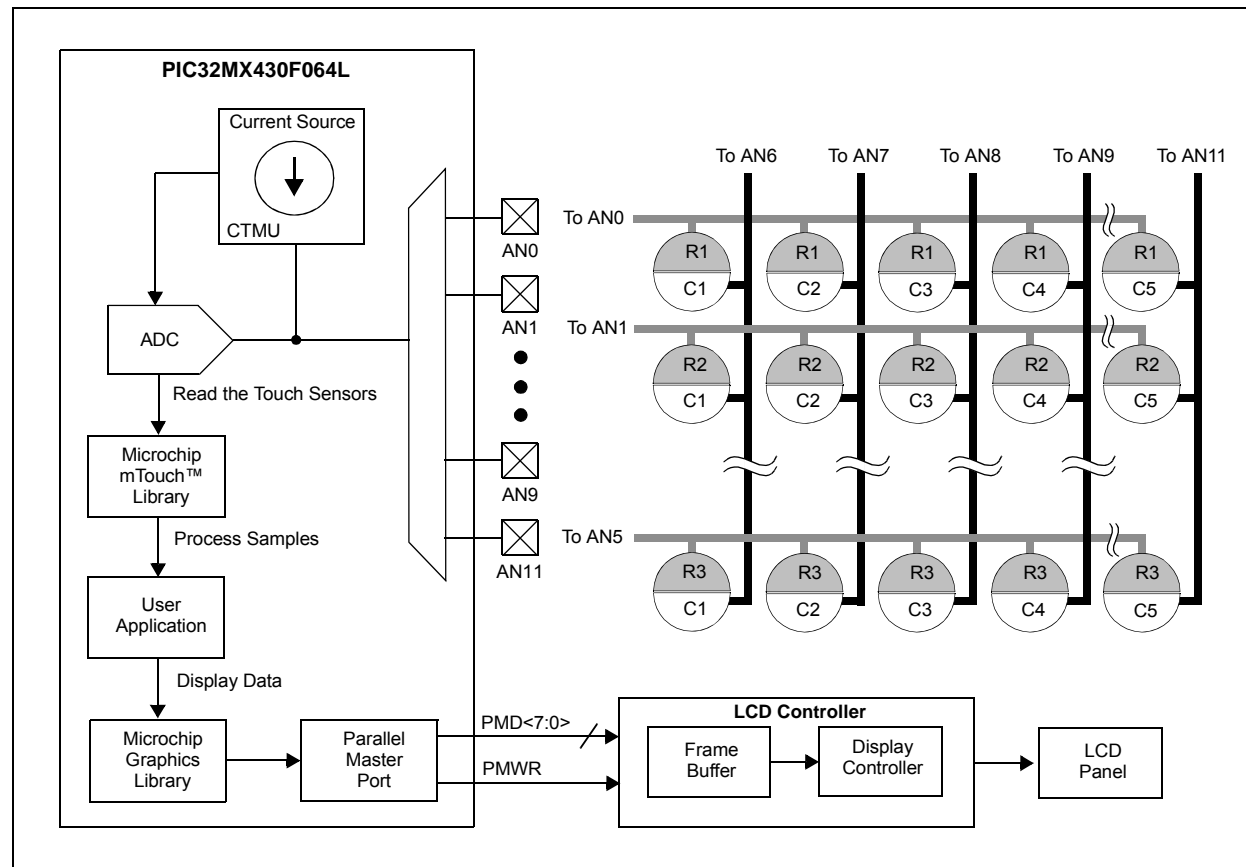 PIC32MX430F064L
Current Source
CTMU
ADC
Read the Touch Sensors
Microchip
mTouch™
Library
Process Samples
User
Application
Display Data
Microchip
Graphics
Library
Parallel
Master
Port
AN0
AN1
AN9
AN11
To AN6 To AN7 To AN8 To AN9 To AN11
To AN0
R1 R1 R1 R1 R1
C1 C2 C3 C4 C5
To AN1
R2 R2 R2 R2 R2
C1 C2 C3 C4 C5
To AN5
R3 R3 R3 R3 R3
C1 C2 C3 C4 C5
PMD<7:0>
PMWR
LCD Controller
Frame
Buffer
Display
Controller
LCD
Panel